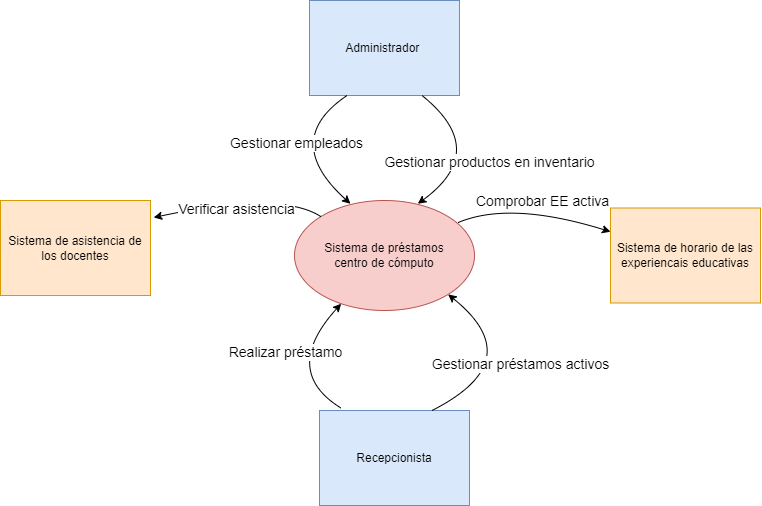 Administrador
Gestionar empleados
Gestionar productos en inventario
Verificar asistencia
Comprobar EE activa
Sistema de asistencia de
los docentes
Sistema de préstamos
centro de cómputo
Sistema de horario de las
experiencais educativas
Realizar préstamo
Gestionar préstamos activos
Recepcionista